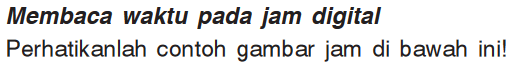 Membaca waktu pada jam digital
Perhatikanlah contoh gambar jam di bawah ini!